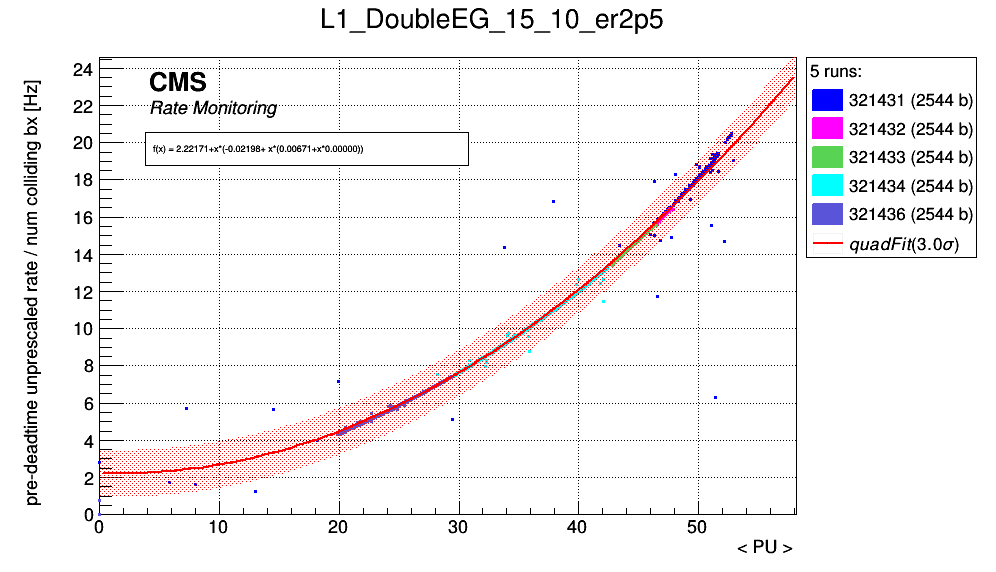 L1_DoubleEG_15_10_er2p5
pre-deadtime unprescaled rate / num colliding bx [Hz]
24
22
20
18
16
14
12
10
8
6
4
2
0
CMS
Rate Monitoring
f(x) = 2.22171+x*(-0.02198+ x*(0.00671+x*0.00000))
0 10 20 30 40 50
< PU >
5 runs:
321431 (2544 b)
321432 (2544 b)
321433 (2544 b)
321434 (2544 b)
321436 (2544 b)
quadFit(3.0σ)